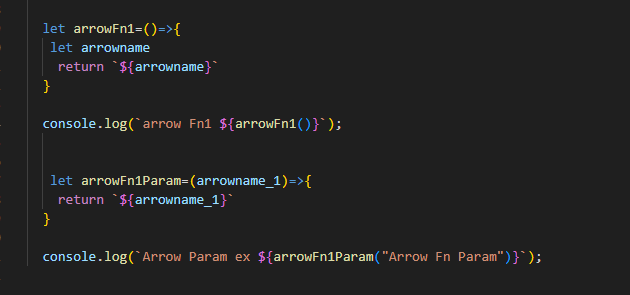 let arrowFn1=()=>{
let arrowname
return `${arrowname}`
}
console.log(`arrow Fn1 ${arrowFn1()}`);
let arrowFn1Param=(arrowname_1)=>{
return `${arrowname_1}`
}
console.log(`Arrow Param ex ${arrowFn1Param("Arrow Fn Param")}`);